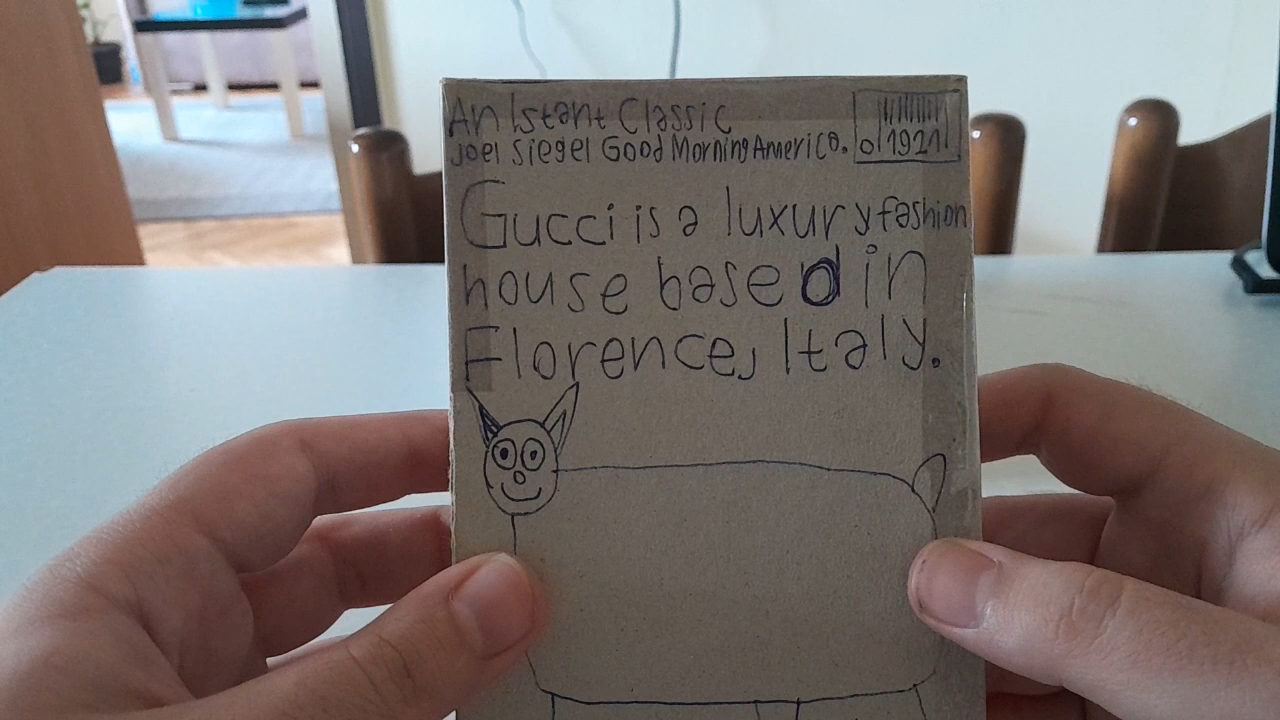 An Istant Classic
Joel Siegel Good Morning America.
0 1921
Gucci is a luxury fashion
house based in
Florence, Italy.